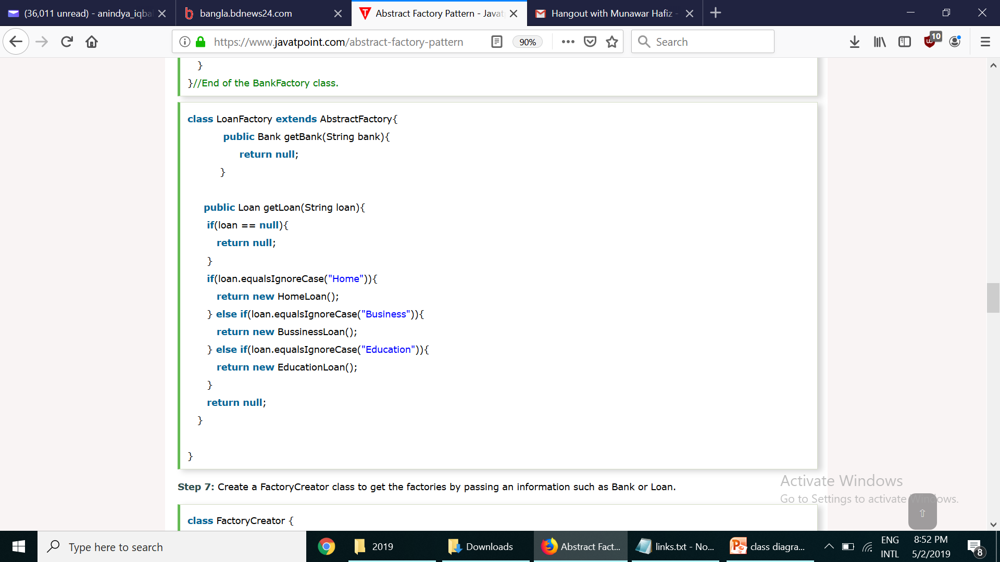 (36,011 unread) - anindya_iqba
bangla.bdnews24.com
Abstract Factory Pattern - Javat
Hangout with Munawar Hafiz -
https://www.javatpoint.com/abstract-factory-pattern
90%
Search
10
}
}//End of the BankFactory class.
class LoanFactory extends AbstractFactory{
public Bank getBank(String bank){
return null;
}
public Loan getLoan(String loan){
if(loan == null){
return null;
}
if(loan.equalsIgnoreCase("Home")){
return new HomeLoan();
} else if(loan.equalsIgnoreCase("Business")){
return new BussinessLoan();
} else if(loan.equalsIgnoreCase("Education")){
return new EducationLoan();
}
return null;
}
}
Step 7: Create a FactoryCreator class to get the factories by passing an information such as Bank or Loan.
class FactoryCreator {
Activate Windows
Go to Settings to activate Windows.
Type here to search
2019
Downloads
Abstract Fact...
links.txt - No...
class diagra...
ENG
INTL
8:52 PM
5/2/2019
8